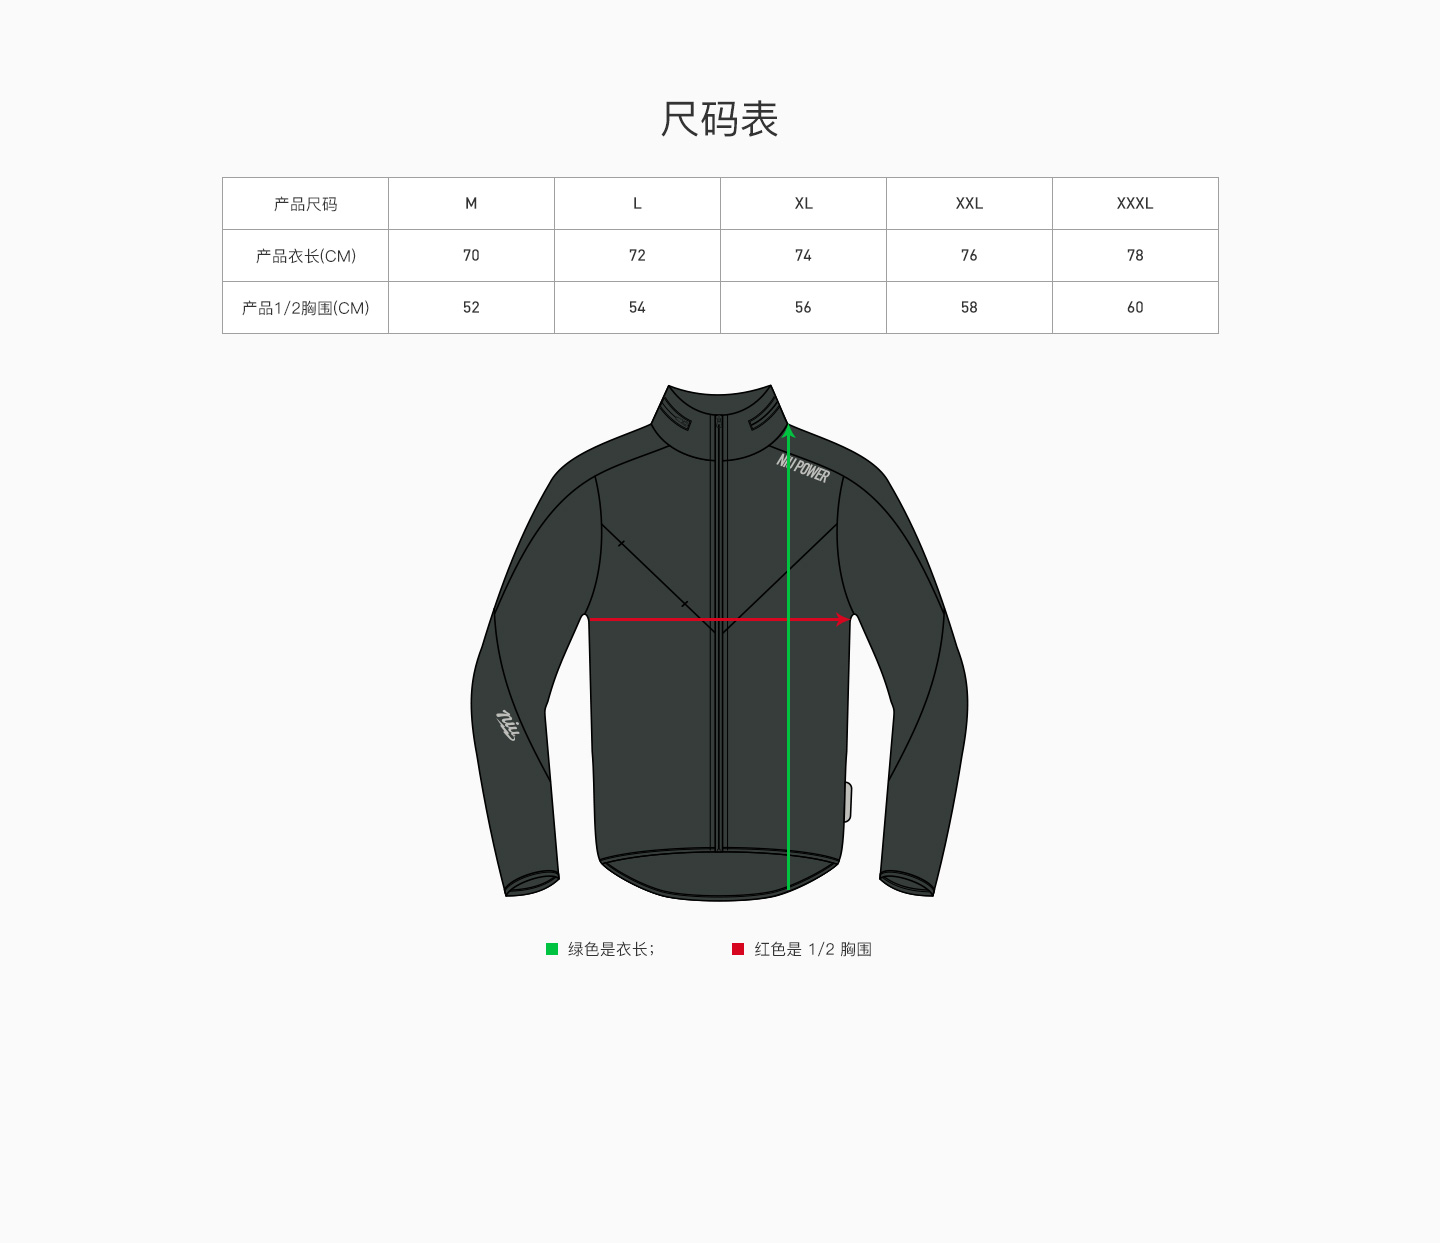 尺码表
产品尺码 M L XL XXL XXXL
产品衣长(CM) 70 72 74 76 78
产品1/2胸围(CM) 52 54 56 58 60
NIU POWER
niu
绿色是衣长； 红色是 1/2 胸围